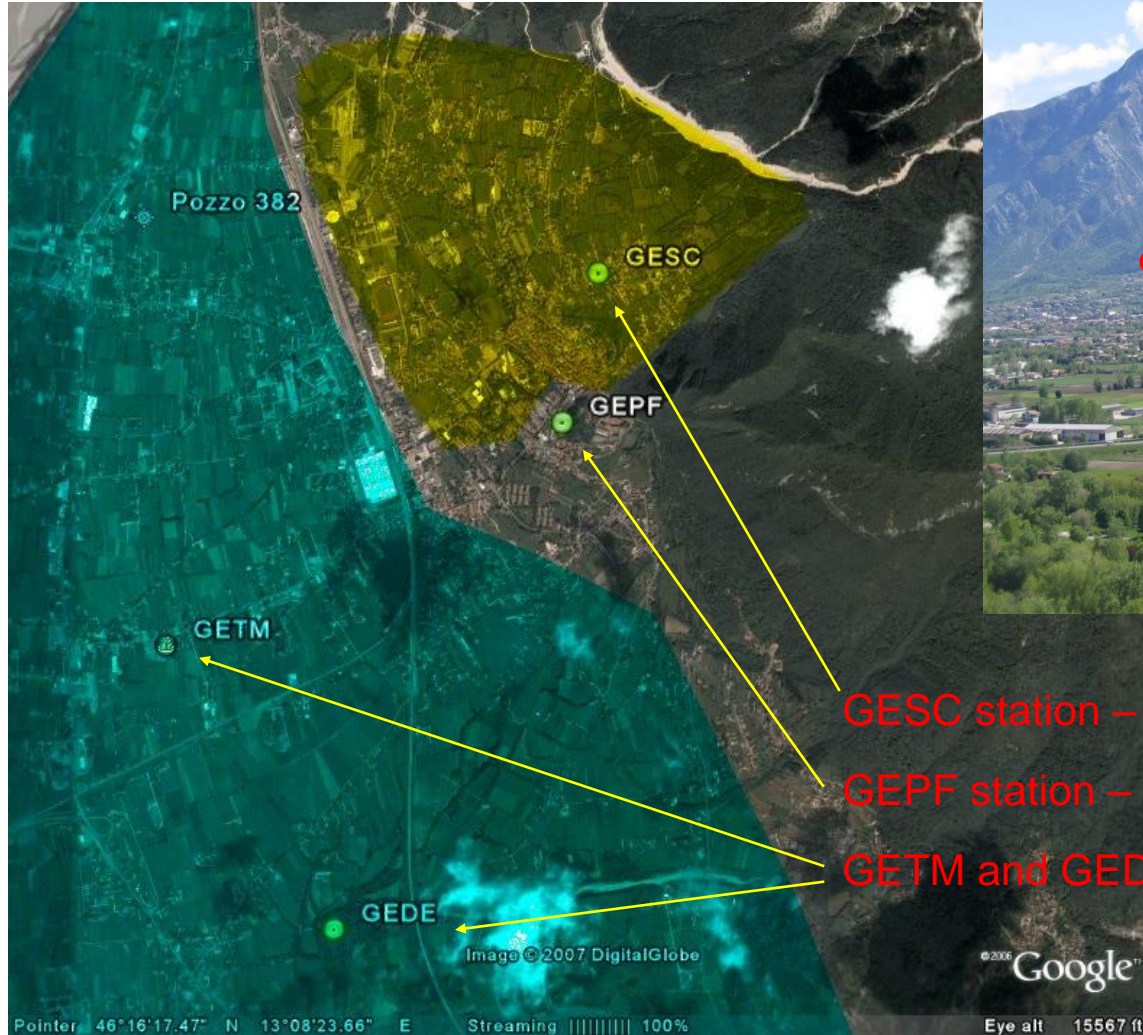 Pozzo 382
GESC
GEPF
GETM
GESC station –
GEPF station –
GETM and GED
GEDE
Image © 2007 DigitalGlobe
©2006 Google™
Pointer 46°16'17.47" N 13°08'23.66" E Streaming |||||||||| 100% Eye alt 15567 ft